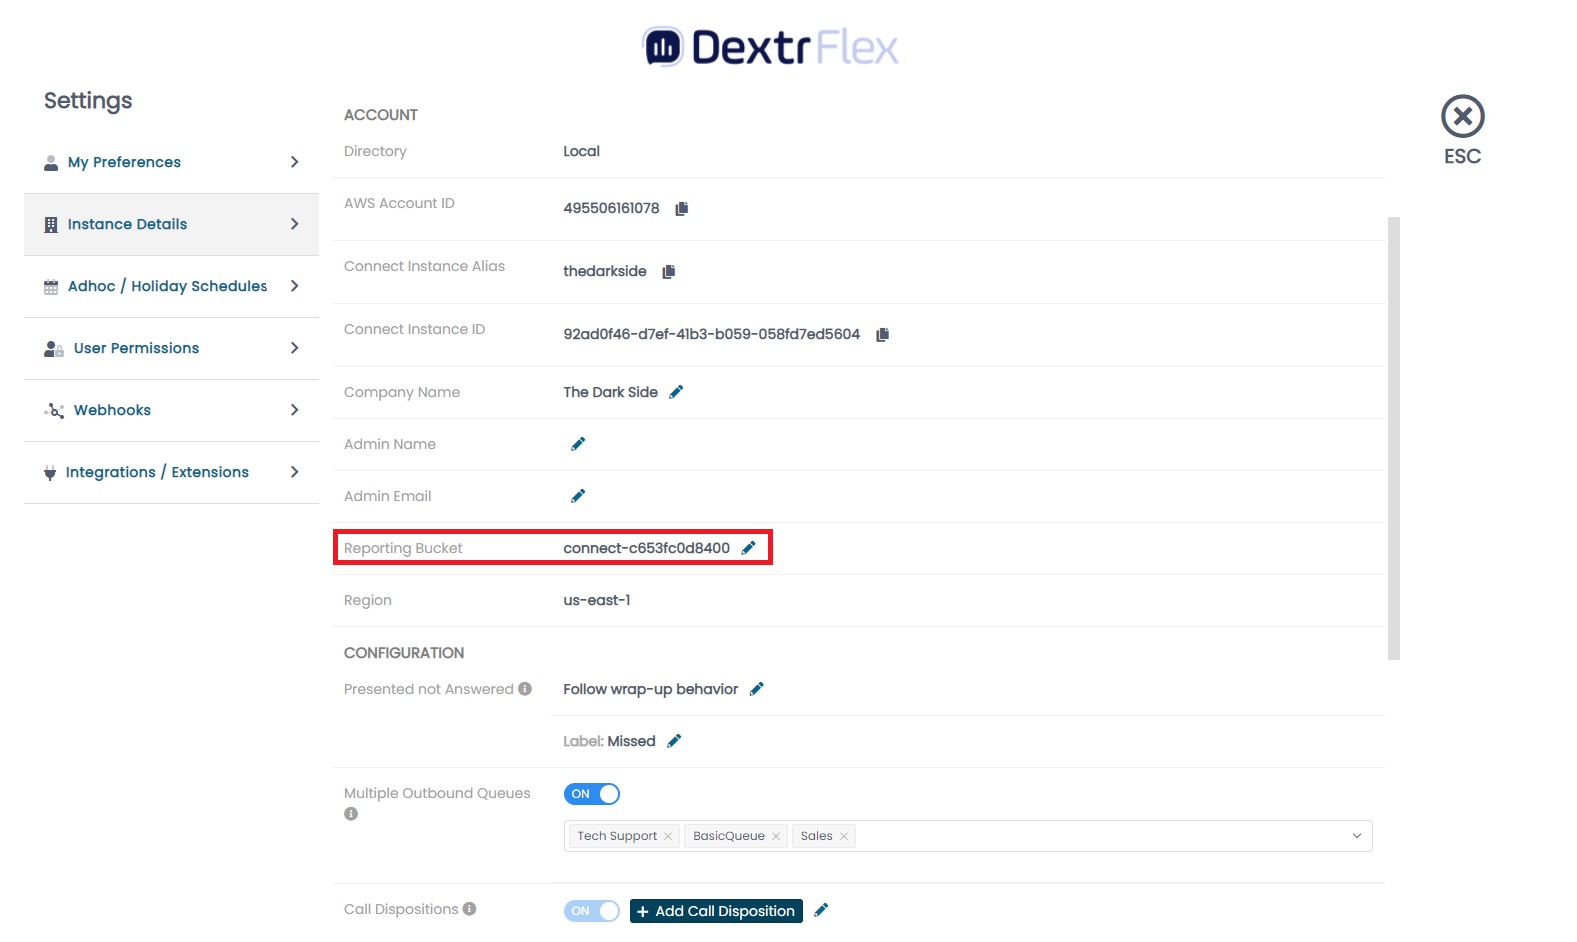 Dextr Flex
Settings
My Preferences
Instance Details
Adhoc / Holiday Schedules
User Permissions
Webhooks
Integrations / Extensions
ESC
ACCOUNT
Directory Local
AWS Account ID 495506161078
Connect Instance Alias thedarkside
Connect Instance ID 92ad0f46-d7ef-41b3-b059-058fd7ed5604
Company Name The Dark Side
Admin Name
Admin Email
Reporting Bucket connect-c653fc0d8400
Region us-east-1
CONFIGURATION
Presented not Answered Follow wrap-up behavior
Label: Missed
Multiple Outbound Queues ON
Tech Support BasicQueue Sales
Call Dispositions ON + Add Call Disposition